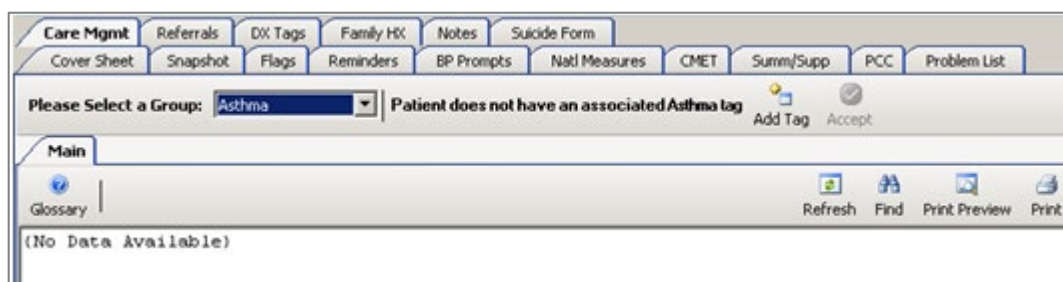 Care Mgmt Referrals DX Tags Family HX Notes Suicide Form
Cover Sheet Snapshot Flags Reminders BP Prompts Natl Measures CMET Summ/Supp PCC Problem List
Please Select a Group: Asthma Patient does not have an associated Asthma tag Add Tag Accept
Main
Glossary Refresh Find Print Preview Print
(No Data Available)